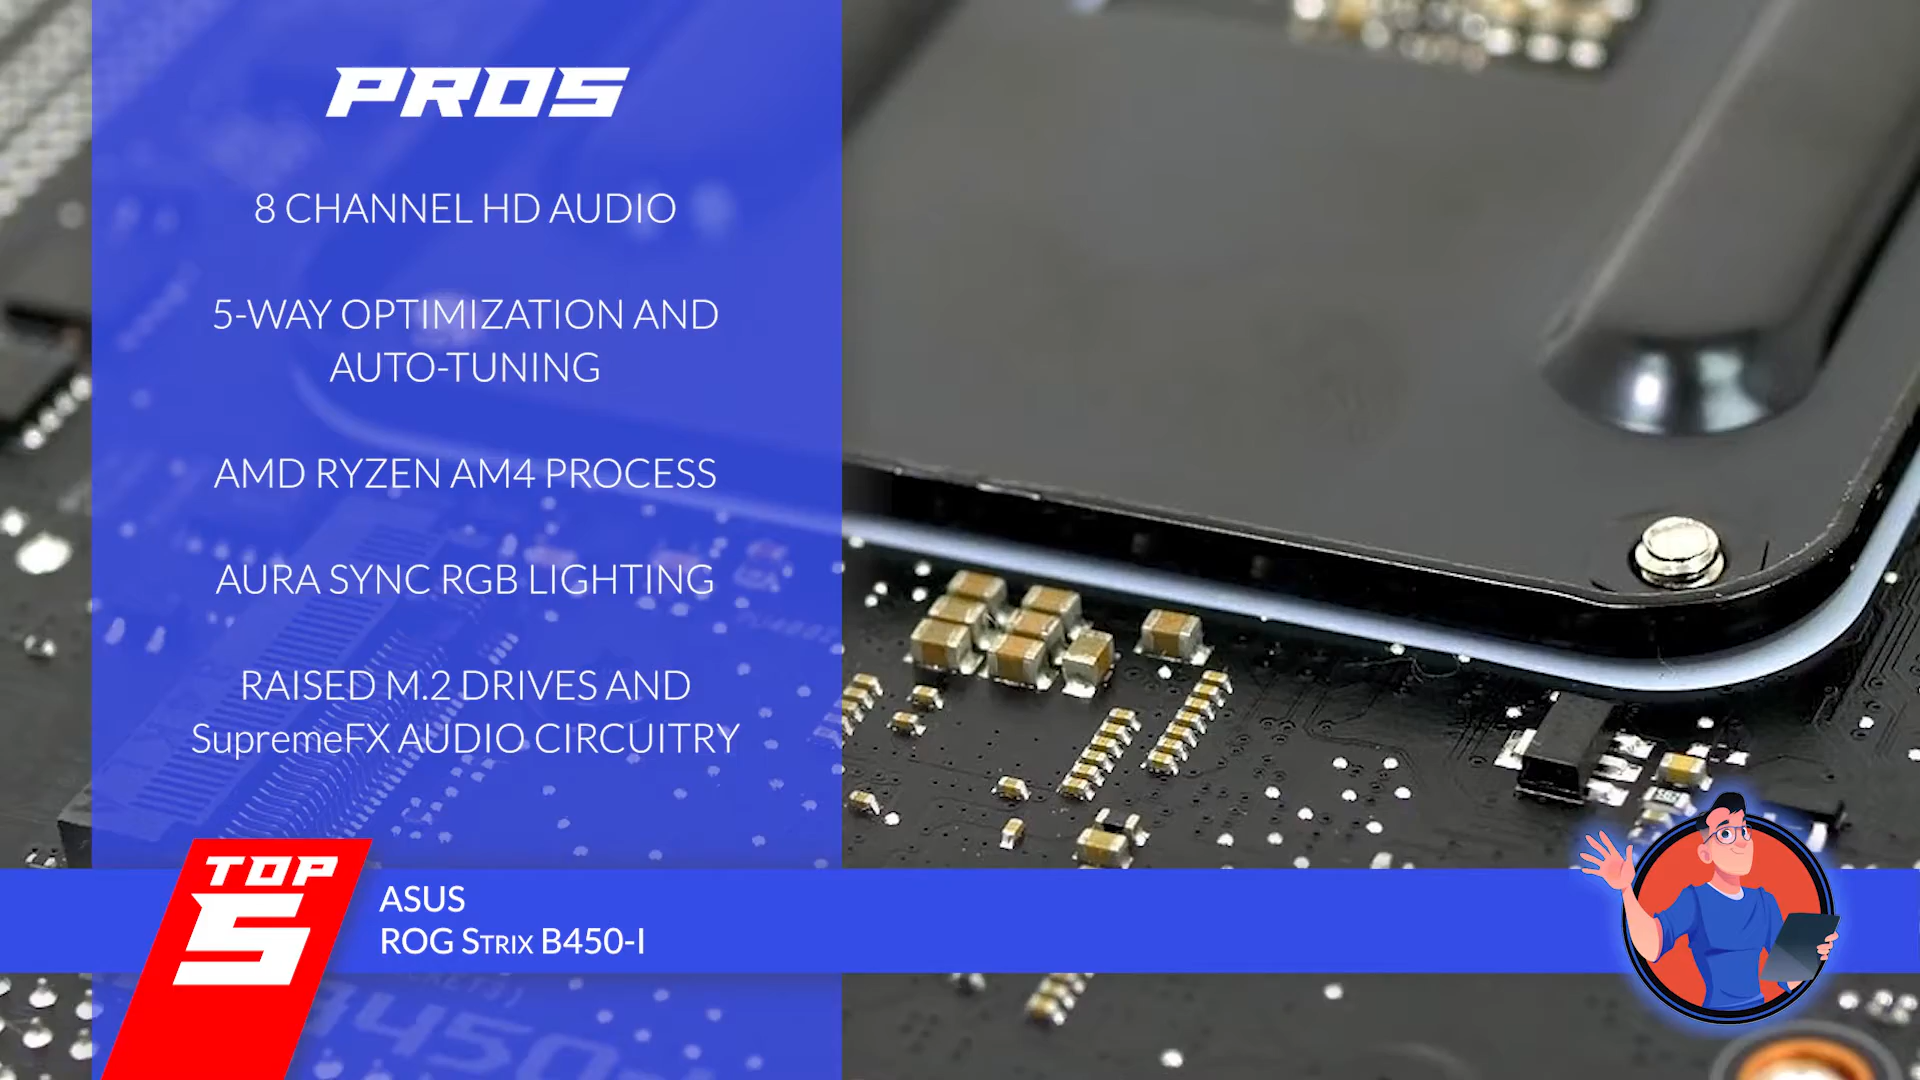 PROS
8 CHANNEL HD AUDIO
5-WAY OPTIMIZATION AND
AUTO-TUNING
AMD RYZEN AM4 PROCESS
AURA SYNC RGB LIGHTING
RAISED M.2 DRIVES AND
SupremeFX AUDIO CIRCUITRY
TOP
5
ASUS
ROG STRIX B450-I
B450-